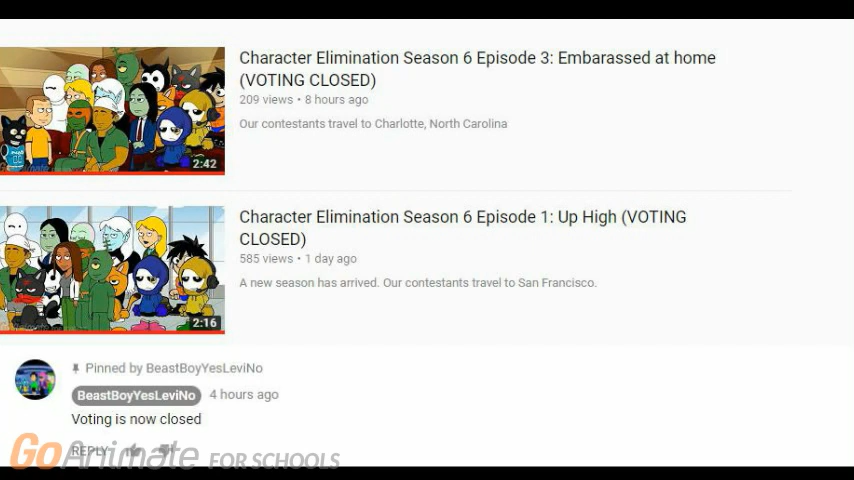 Character Elimination Season 6 Episode 3: Embarassed at home
(VOTING CLOSED)
209 views • 8 hours ago
Our contestants travel to Charlotte, North Carolina
2:42
Character Elimination Season 6 Episode 1: Up High (VOTING
CLOSED)
585 views • 1 day ago
A new season has arrived. Our contestants travel to San Francisco.
2:16
Pinned by BeastBoyYesLeviNo
BeastBoyYesLeviNo 4 hours ago
Voting is now closed
REPLY
GoAnimate FOR SCHOOLS